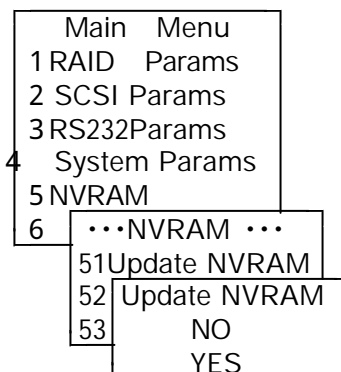 Main Menu
1 RAID Params
2 SCSI Params
3 RS232Params
4 System Params
5 NVRAM
6 ···NVRAM ···
51Update NVRAM
52 Update NVRAM
53 NO
YES